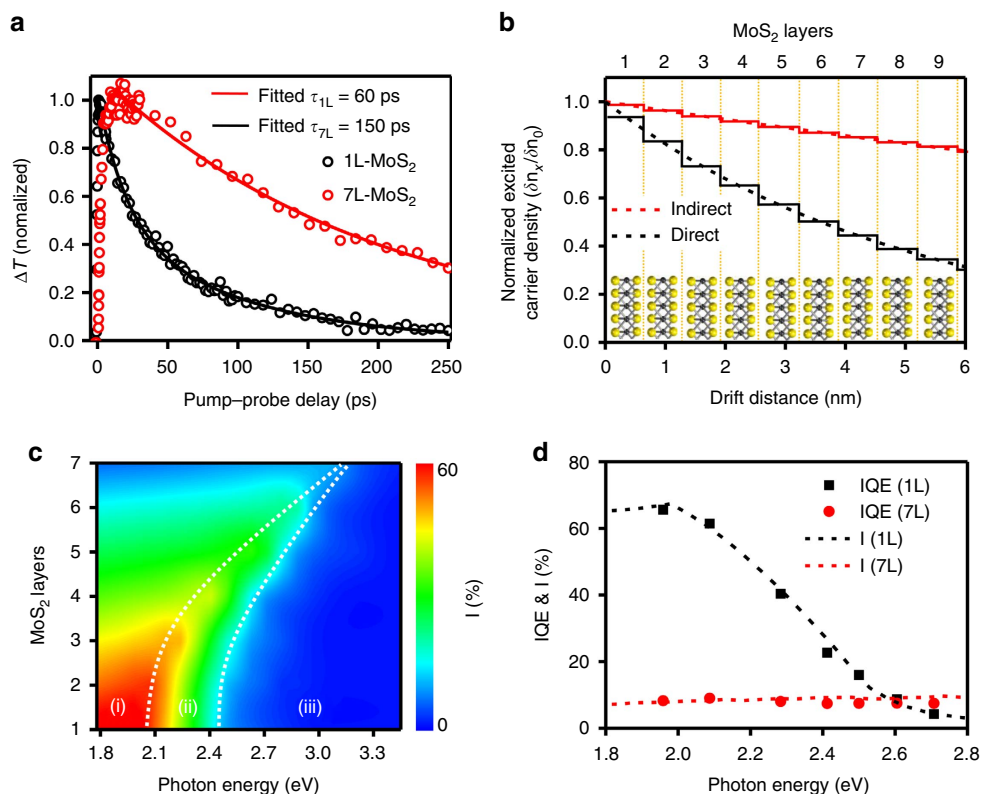 a
1.0
0.8
0.6
0.4
0.2
0.0
ΔT (normalized)
Fitted τ1L = 60 ps
Fitted τ7L = 150 ps
1L-MoS2
7L-MoS2
0 50 100 150 200 250
Pump–probe delay (ps)
b
MoS2 layers
1 2 3 4 5 6 7 8 9
1.0
0.8
0.6
0.4
0.2
0.0
Normalized excited
carrier density (δnx/δn0)
Indirect
Direct
0 1 2 3 4 5 6
Drift distance (nm)
c
7
6
5
4
3
2
1
MoS2 layers
(i) (ii) (iii)
1.8 2.1 2.4 2.7 3.0 3.3
Photon energy (eV)
60
0
I (%)
d
80
60
40
20
0
IQE & I (%)
IQE (1L)
IQE (7L)
I (1L)
I (7L)
1.8 2.0 2.2 2.4 2.6 2.8
Photon energy (eV)